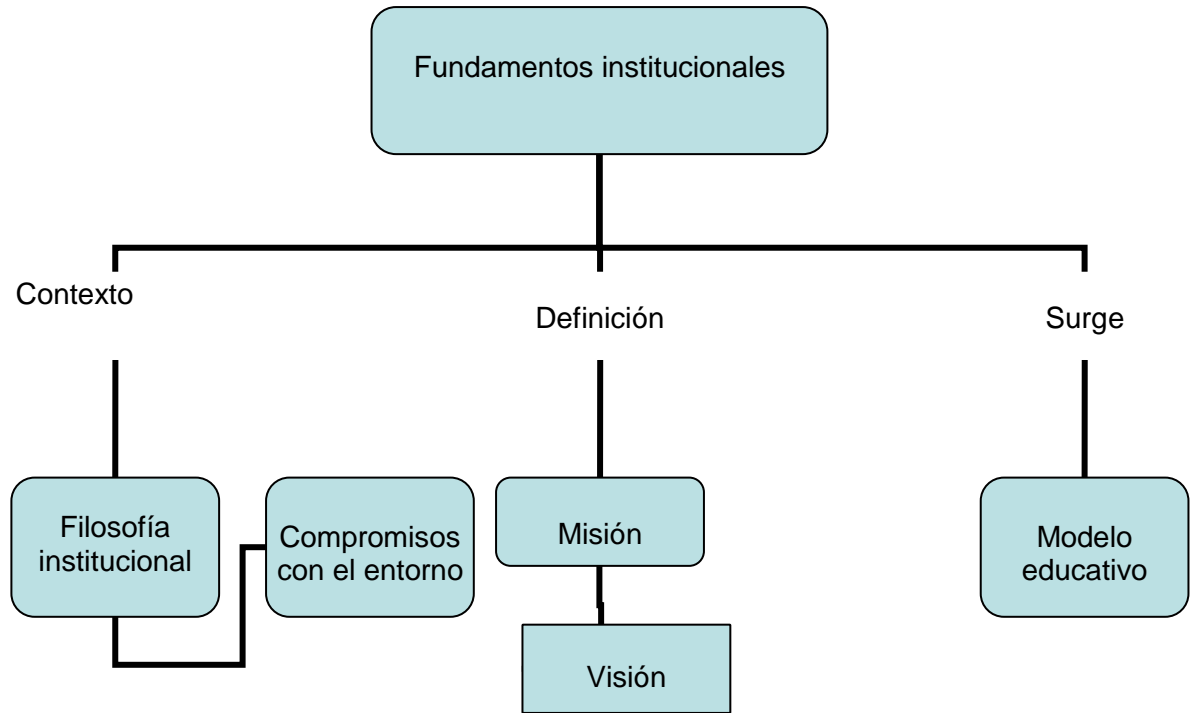 Fundamentos institucionales
Contexto
Definición
Surge
Filosofía
institucional
Compromisos
con el entorno
Misión
Visión
Modelo
educativo